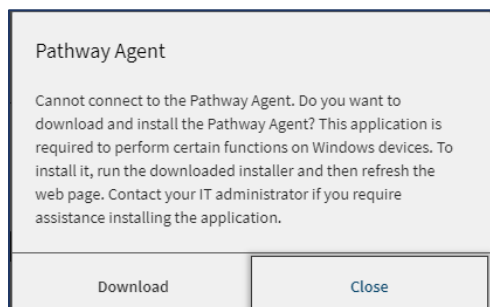 Pathway Agent
Cannot connect to the Pathway Agent. Do you want to
download and install the Pathway Agent? This application is
required to perform certain functions on Windows devices. To
install it, run the downloaded installer and then refresh the
web page. Contact your IT administrator if you require
assistance installing the application.
Download
Close